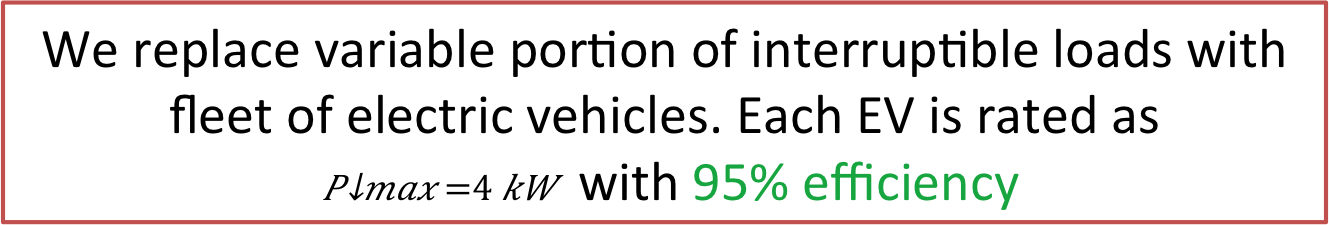 We replace variable portion of interruptible loads with
fleet of electric vehicles. Each EV is rated as
P↓max=4 kW with 95% efficiency